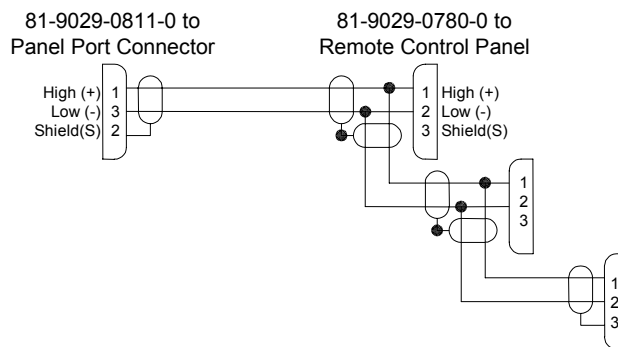 81-9029-0811-0 to
Panel Port Connector
81-9029-0780-0 to
Remote Control Panel
High (+) 1
Low (-) 3
Shield(S) 2
1 High (+)
2 Low (-)
3 Shield(S)
1
2
3
1
2
3